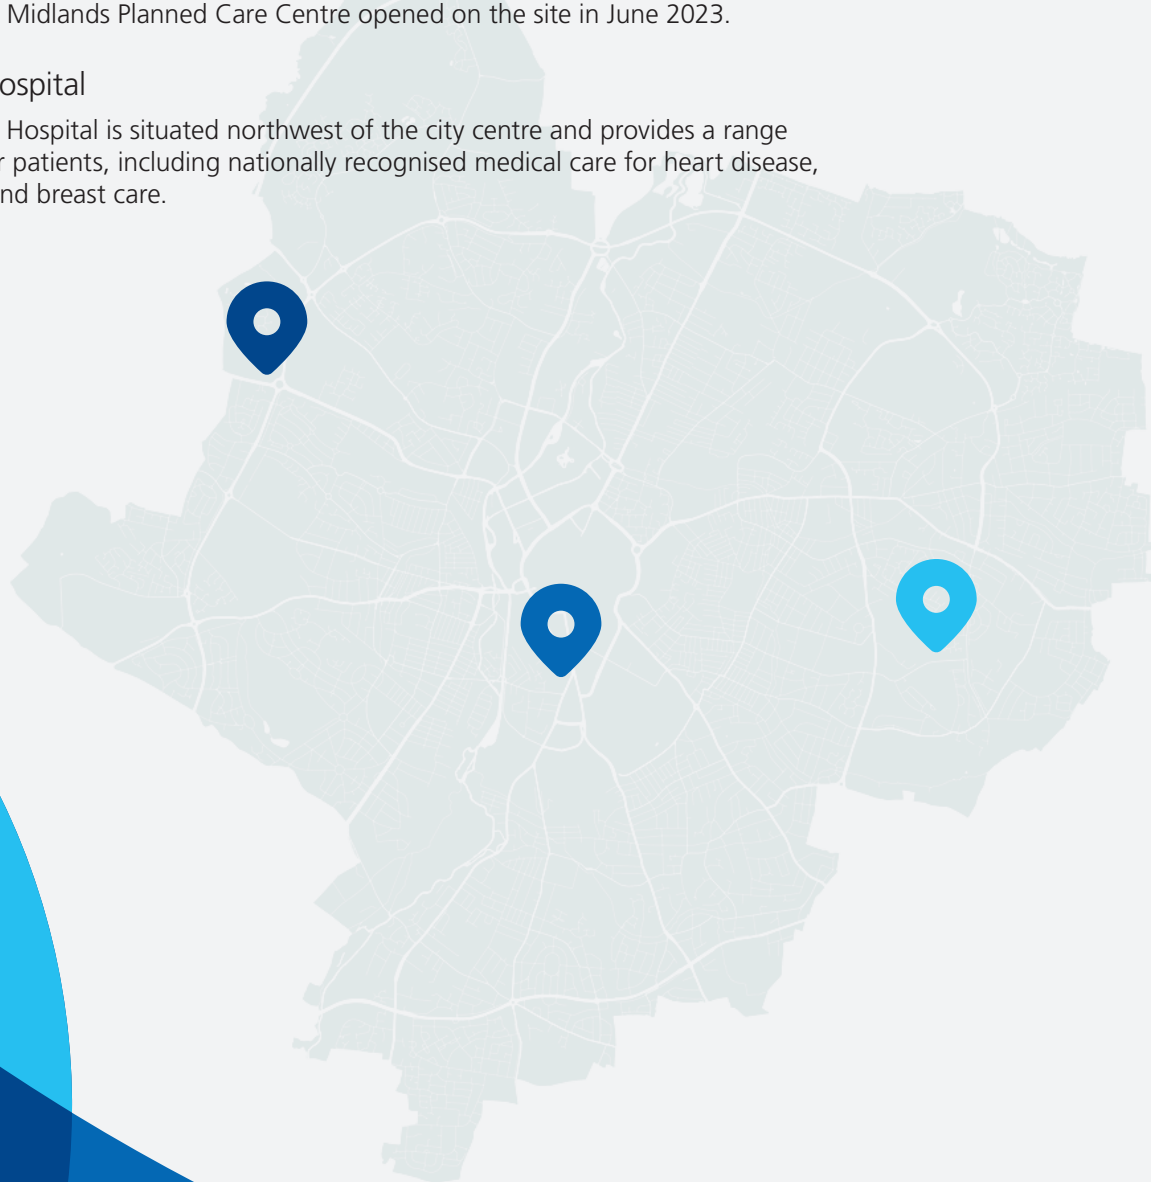 Midlands Planned Care Centre opened on the site in June 2023.
ospital
Hospital is situated northwest of the city centre and provides a range
r patients, including nationally recognised medical care for heart disease,
nd breast care.